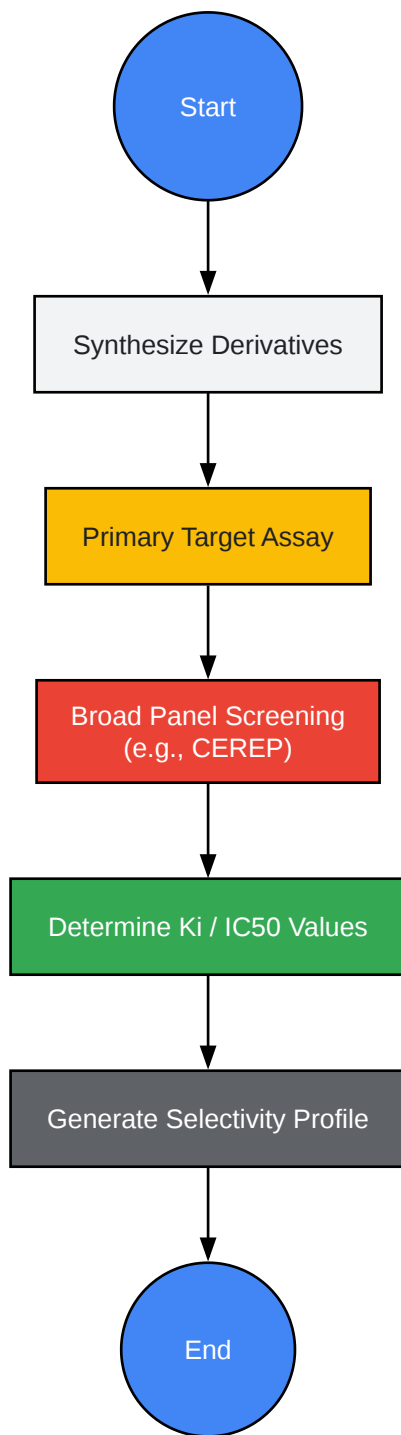 Start
Synthesize Derivatives
Primary Target Assay
Broad Panel Screening
(e.g., CEREP)
Determine Ki / IC50 Values
Generate Selectivity Profile
End